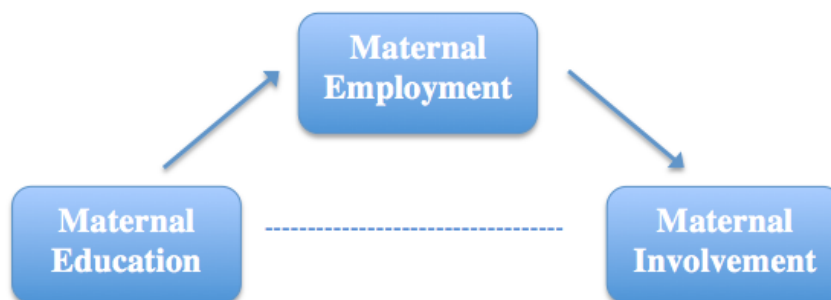 Maternal
Employment
Maternal
Education
Maternal
Involvement